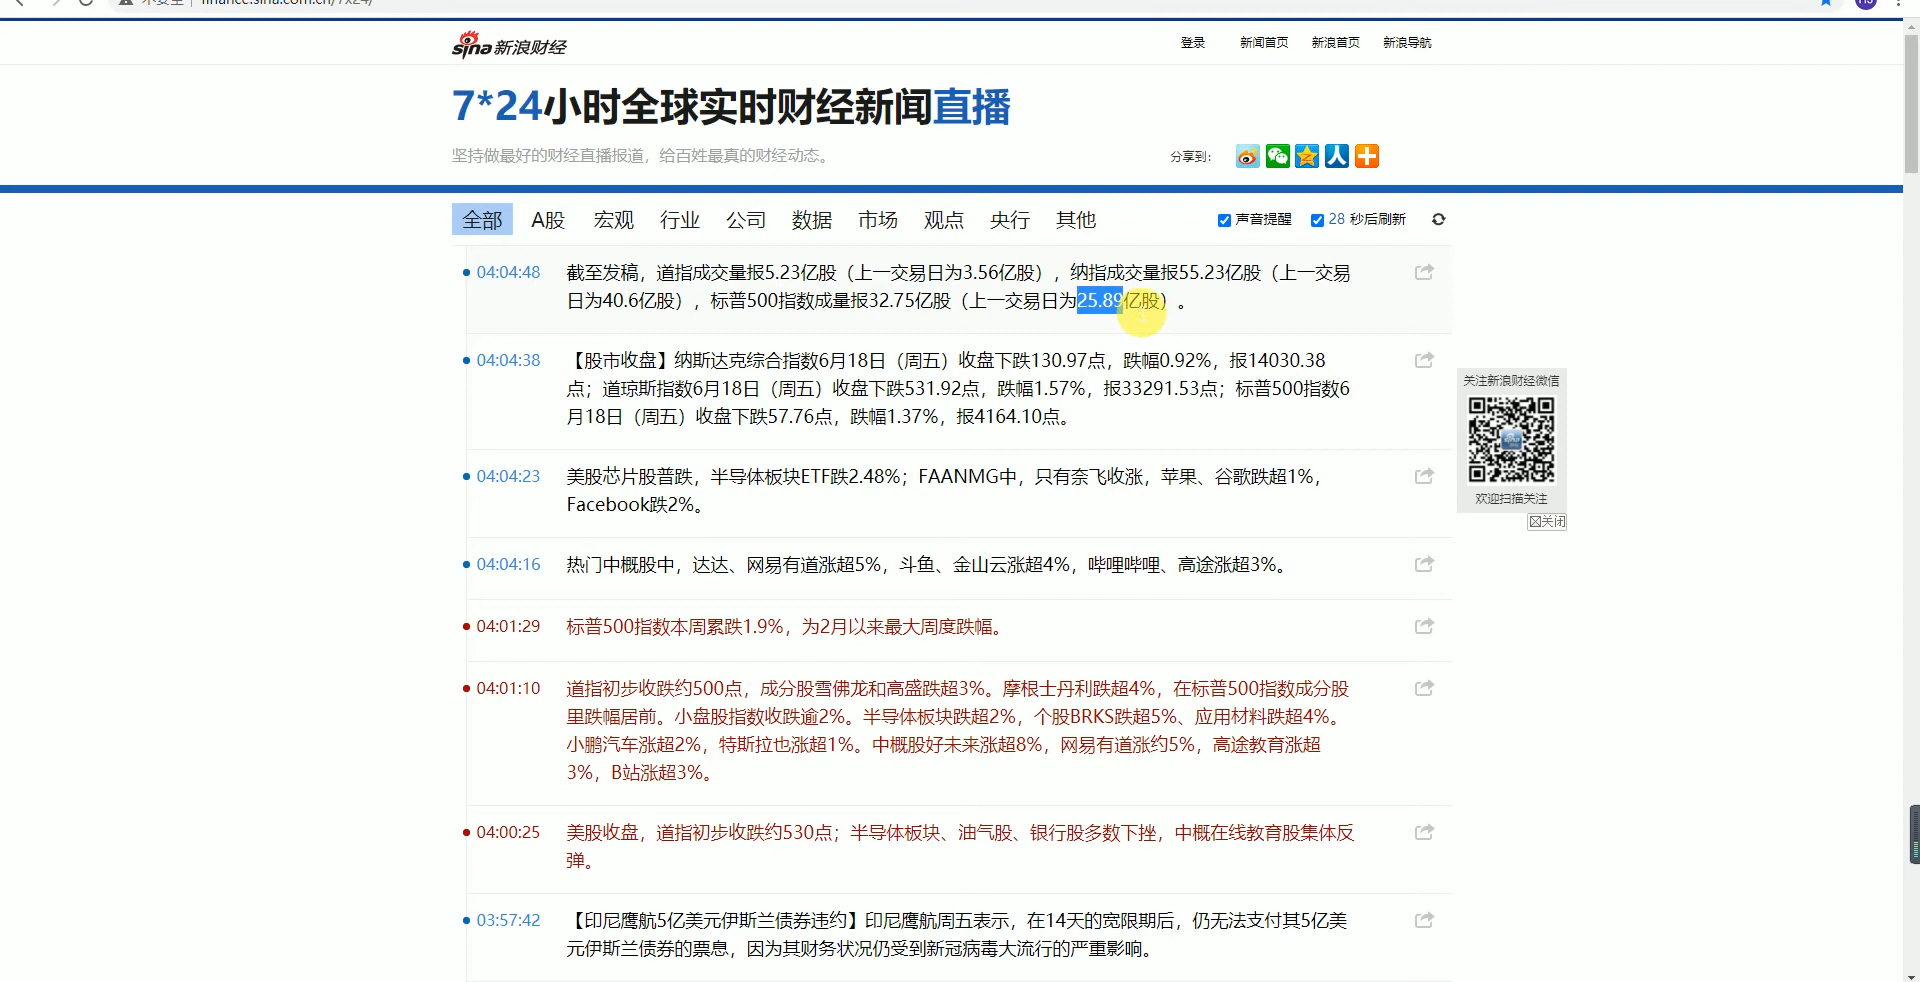 sina新浪财经
登录 新闻首页 新浪首页 新浪导航
7*24小时全球实时财经新闻直播
坚持做最好的财经直播报道，给百姓最真的财经动态。
分享到：
全部 A股 宏观 行业 公司 数据 市场 观点 央行 其他
声音提醒 28 秒后刷新
04:04:48 截至发稿，道指成交量报5.23亿股（上一交易日为3.56亿股），纳指成交量报55.23亿股（上一交易
日为40.6亿股），标普500指数成量报32.75亿股（上一交易日为25.89亿股）。
04:04:38 【股市收盘】纳斯达克综合指数6月18日（周五）收盘下跌130.97点，跌幅0.92%，报14030.38
点；道琼斯指数6月18日（周五）收盘下跌531.92点，跌幅1.57%，报33291.53点；标普500指数6
月18日（周五）收盘下跌57.76点，跌幅1.37%，报4164.10点。
关注新浪财经微信
欢迎扫描关注
关闭
04:04:23 美股芯片股普跌，半导体板块ETF跌2.48%；FAANMG中，只有奈飞收涨，苹果、谷歌跌超1%，
Facebook跌2%。
04:04:16 热门中概股中，达达、网易有道涨超5%，斗鱼、金山云涨超4%，哔哩哔哩、高途涨超3%。
04:01:29 标普500指数本周累跌1.9%，为2月以来最大周度跌幅。
04:01:10 道指初步收跌约500点，成分股雪佛龙和高盛跌超3%。摩根士丹利跌超4%，在标普500指数成分股
里跌幅居前。小盘股指数收跌逾2%。半导体板块跌超2%，个股BRKS跌超5%、应用材料跌超4%。
小鹏汽车涨超2%，特斯拉也涨超1%。中概股好未来涨超8%，网易有道涨约5%，高途教育涨超
3%，B站涨超3%。
04:00:25 美股收盘，道指初步收跌约530点；半导体板块、油气股、银行股多数下挫，中概在线教育股集体反
弹。
03:57:42 【印尼鹰航5亿美元伊斯兰债券违约】印尼鹰航周五表示，在14天的宽限期后，仍无法支付其5亿美
元伊斯兰债券的票息，因为其财务状况仍受到新冠病毒大流行的严重影响。